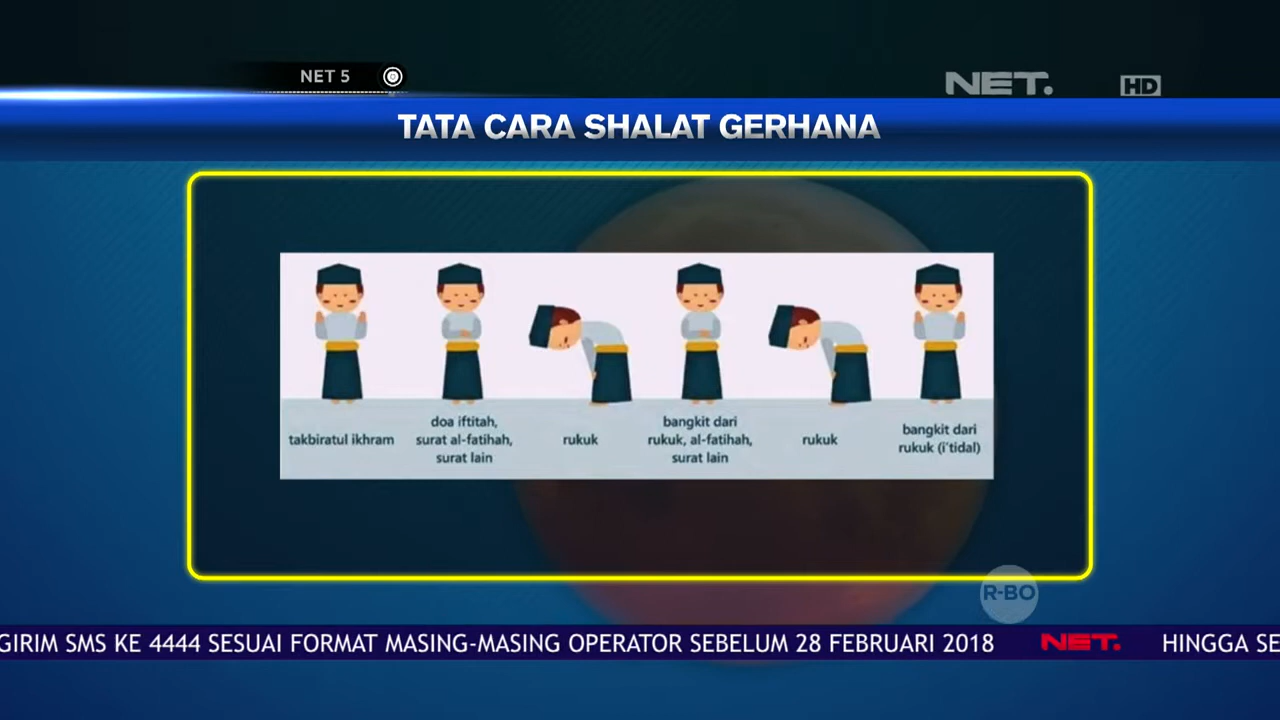 NET 5
NET.
HD
TATA CARA SHALAT GERHANA
takbiratul ikhram
doa iftitah,
surat al-fatihah,
surat lain
rukuk
bangkit dari
rukuk, al-fatihah,
surat lain
rukuk
bangkit dari
rukuk (i'tidal)
R-BO
GIRIM SMS KE 4444 SESUAI FORMAT MASING-MASING OPERATOR SEBELUM 28 FEBRUARI 2018 NET. HINGGA SE